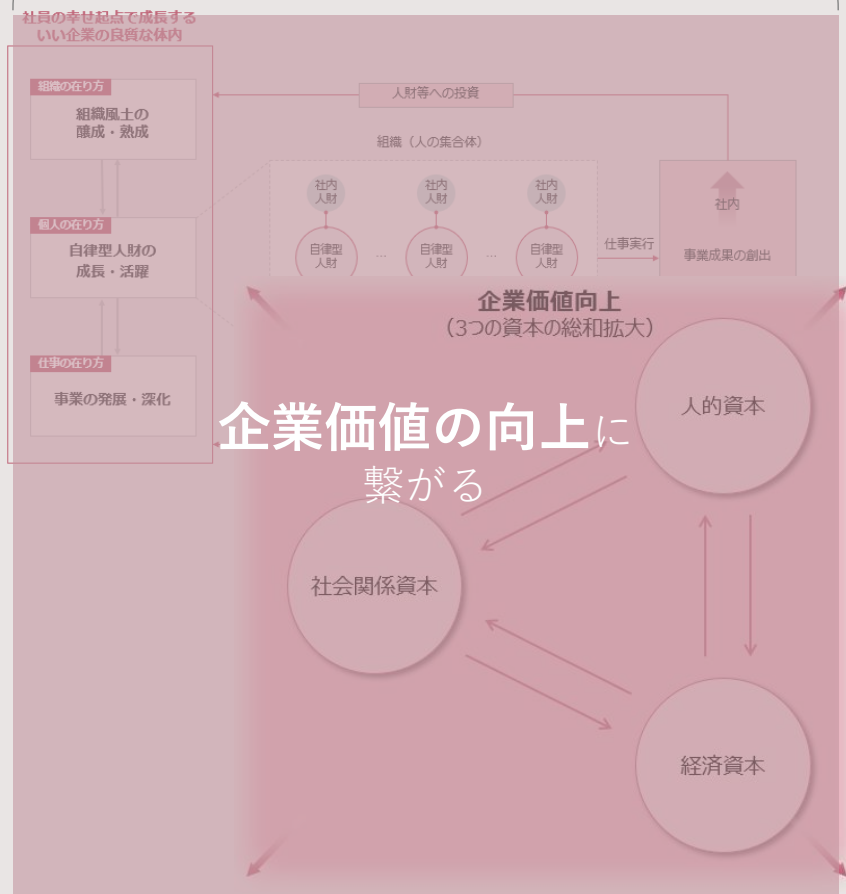 社員の幸せ起点で成長する
いい企業の良質な体内
組織の在り方
組織風土の
醸成・熟成
個人の在り方
自律型人財の
成長・活躍
仕事の在り方
事業の発展・深化
人財等への投資
組織（人の集合体）
社内
人財
社内
人財
社内
人財
自律型
人財
…
自律型
人財
…
自律型
人財
仕事実行
社内
事業成果の創出
企業価値向上
（3つの資本の総和拡大）
人的資本
企業価値の向上に
繋がる
社会関係資本
経済資本